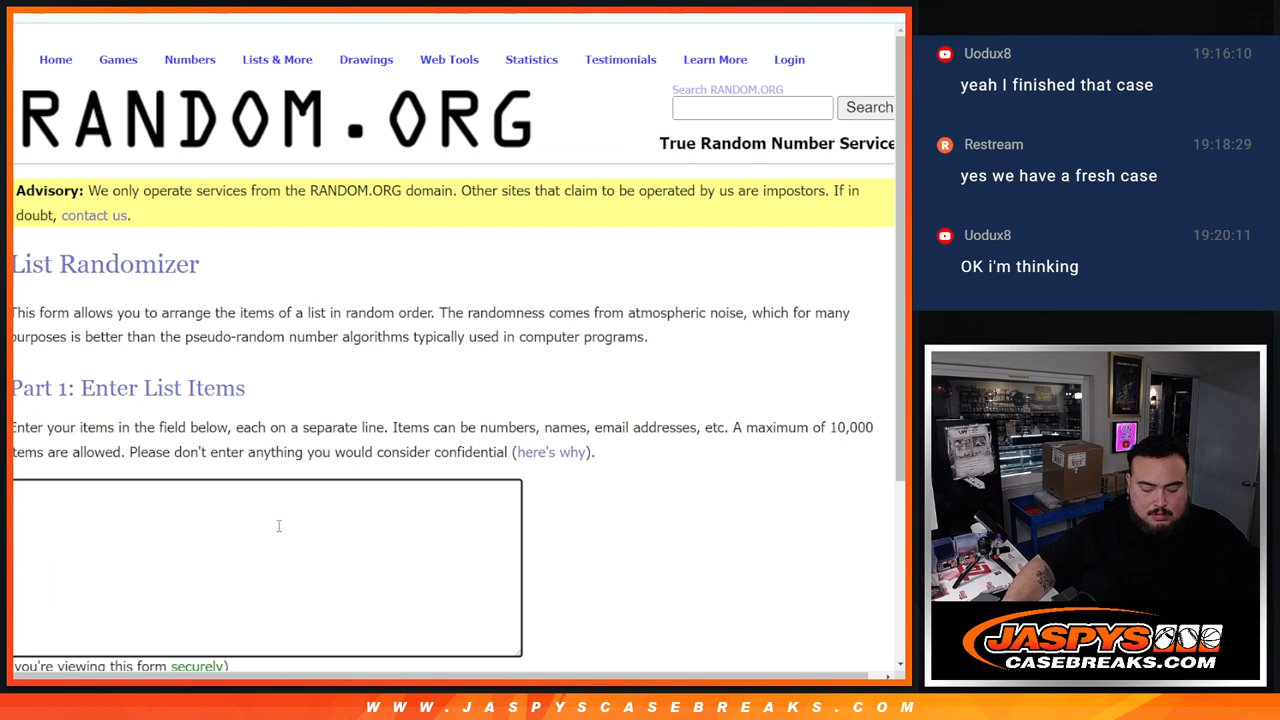 Home Games Numbers Lists & More Drawings Web Tools Statistics Testimonials Learn More Login
RANDOM.ORG
Search RANDOM.ORG
Search
True Random Number Service
Advisory: We only operate services from the RANDOM.ORG domain. Other sites that claim to be operated by us are impostors. If in
doubt, contact us.
List Randomizer
This form allows you to arrange the items of a list in random order. The randomness comes from atmospheric noise, which for many
purposes is better than the pseudo-random number algorithms typically used in computer programs.
Part 1: Enter List Items
Enter your items in the field below, each on a separate line. Items can be numbers, names, email addresses, etc. A maximum of 10,000
items are allowed. Please don't enter anything you would consider confidential (here's why).
you're viewing this form securely)
Uodux8 19:16:10
yeah I finished that case
Restream 19:18:29
yes we have a fresh case
Uodux8 19:20:11
OK i'm thinking
JASPYS
CASEBREAKS.COM
WWW.JASPYSCASEBREAKS.COM